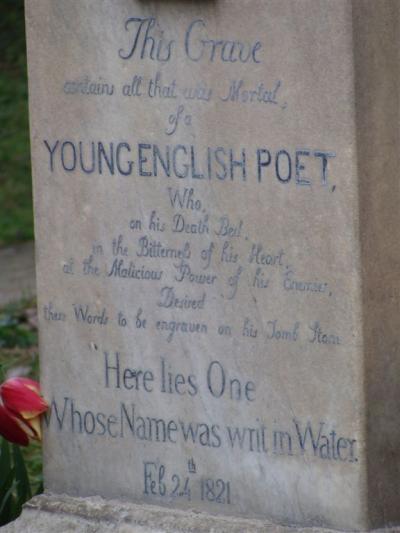 This Grave
contains all that was Mortal,
of a
YOUNG ENGLISH POET,
Who,
on his Death Bed,
in the Bitterness of his Heart,
at the Malicious Power of his Enemies,
Desired
these Words to be engraven on his Tomb Stone
"Here lies One
Whose Name was writ in Water.
Feb 24th 1821